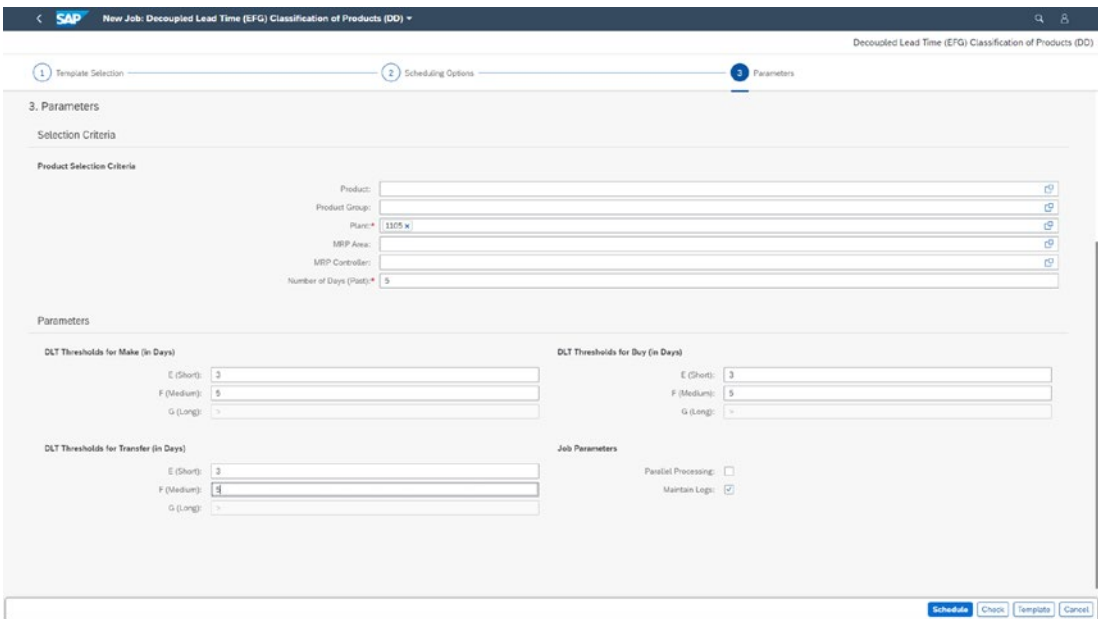 SAP New Job: Decoupled Lead Time (EFG) Classification of Products (DD)
Decoupled Lead Time (EFG) Classification of Products (DD)
1 Template Selection 2 Scheduling Options 3 Parameters
3. Parameters
Selection Criteria
Product Selection Criteria
Product:
Product Group:
Plant:* 1105 x
MRP Area:
MRP Controller:
Number of Days (Past):* 5
Parameters
DLT Thresholds for Make (in Days)
E (Short): 3
F (Medium): 5
G (Long): >
DLT Thresholds for Buy (in Days)
E (Short): 3
F (Medium): 5
G (Long): >
DLT Thresholds for Transfer (in Days)
E (Short): 3
F (Medium): 5
G (Long): >
Job Parameters
Parallel Processing:
Maintain Logs:
Schedule Check Template Cancel